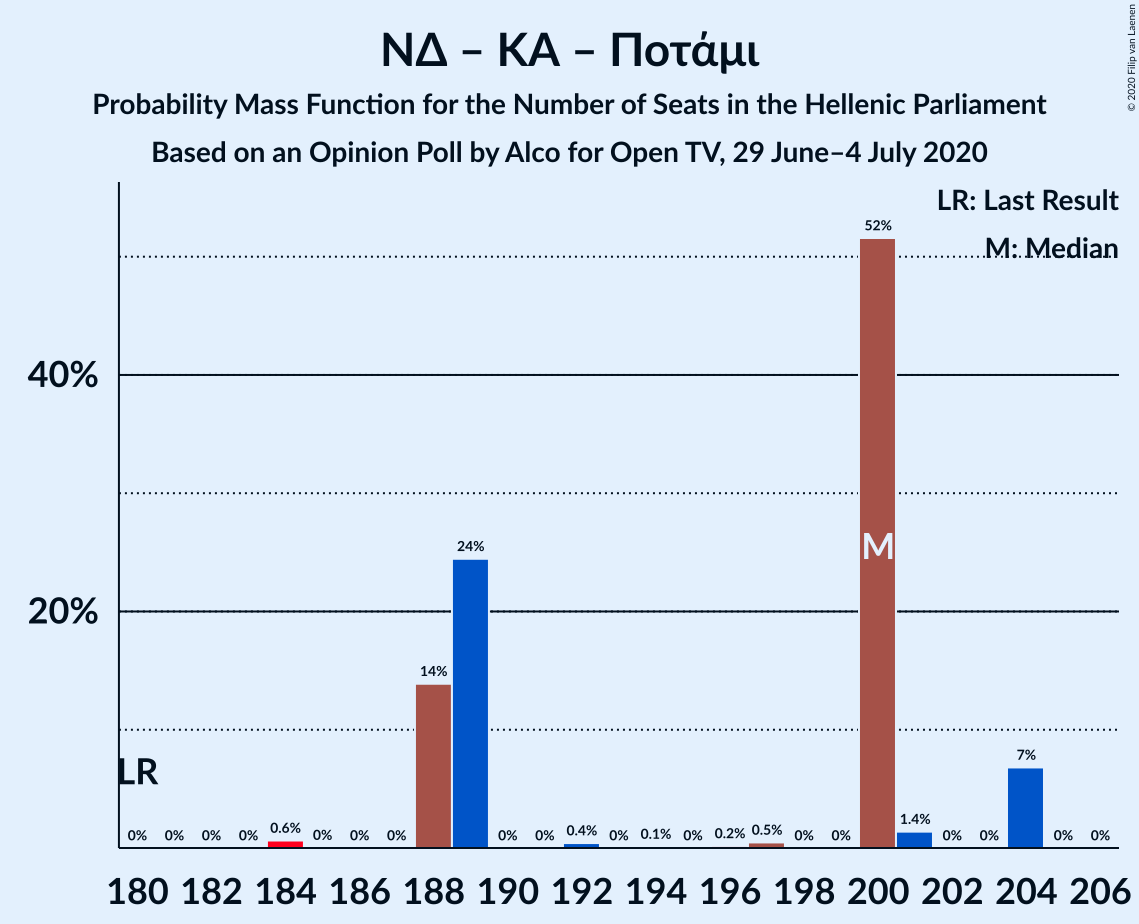 ΝΔ – ΚΑ – Ποτάμι
Probability Mass Function for the Number of Seats in the Hellenic Parliament
Based on an Opinion Poll by Alco for Open TV, 29 June–4 July 2020
© 2020 Filip van Laenen
LR: Last Result
M: Median
52%
40%
M
24%
20%
14%
LR
7%
0% 0% 0% 0% 0.6% 0% 0% 0% 0% 0% 0.4% 0% 0.1% 0% 0.2% 0.5% 0% 0% 1.4% 0% 0% 0% 0%
180 182 184 186 188 190 192 194 196 198 200 202 204 206